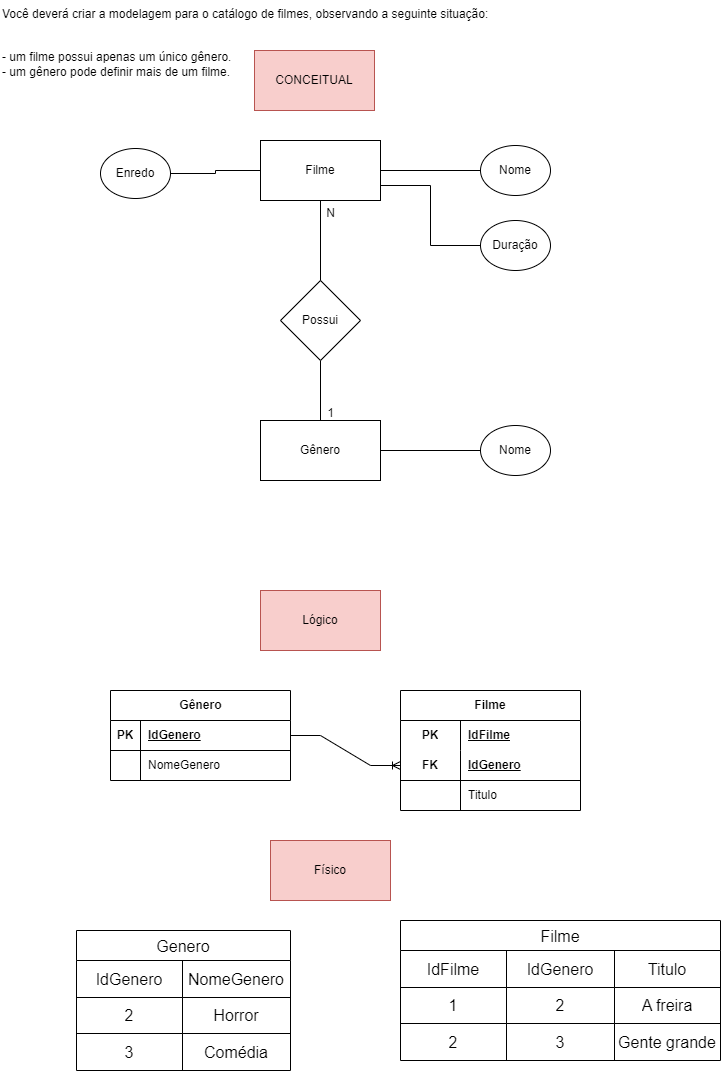 Você deverá criar a modelagem para o catálogo de filmes, observando a seguinte situação:
- um filme possui apenas um único gênero.
- um gênero pode definir mais de um filme.
CONCEITUAL
Enredo
Filme
Nome
N
Duração
Possui
1
Gênero
Nome
Lógico
Gênero
PK IdGenero
NomeGenero
Filme
PK IdFilme
FK IdGenero
Titulo
Físico
Genero
IdGenero NomeGenero
2 Horror
3 Comédia
Filme
IdFilme IdGenero Titulo
1 2 A freira
2 3 Gente grande